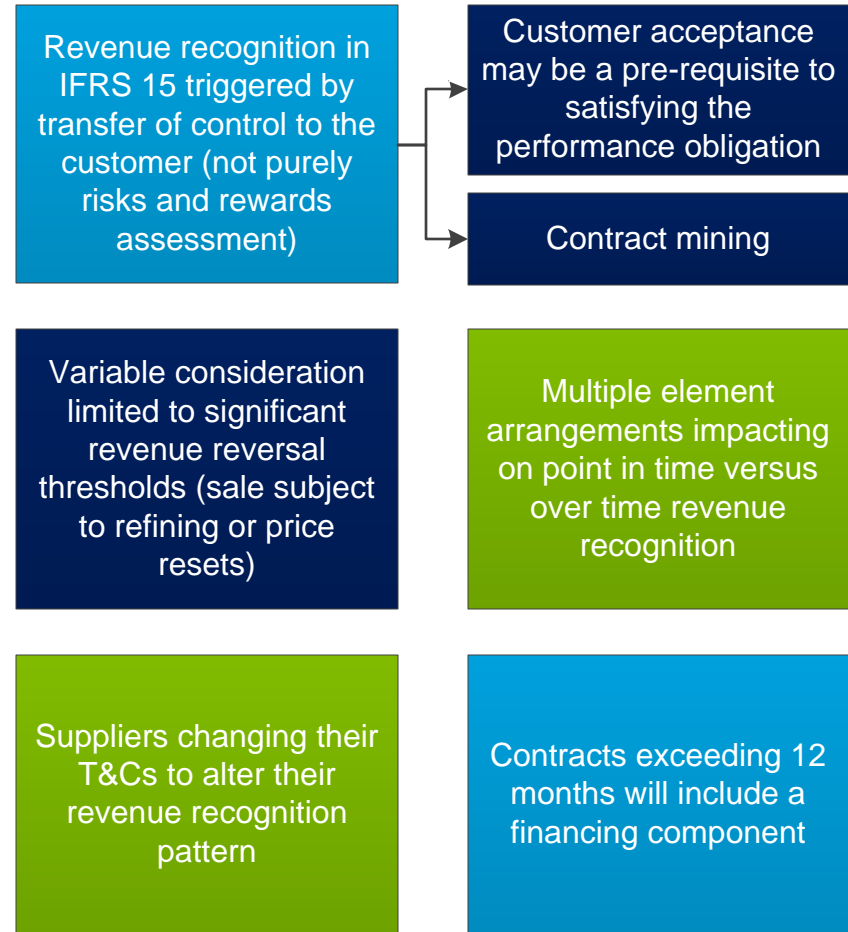 Revenue recognition in
IFRS 15 triggered by
transfer of control to the
customer (not purely
risks and rewards
assessment)
Customer acceptance
may be a pre-requisite to
satisfying the
performance obligation
Contract mining
Variable consideration
limited to significant
revenue reversal
thresholds (sale subject
to refining or price
resets)
Multiple element
arrangements impacting
on point in time versus
over time revenue
recognition
Suppliers changing their
T&Cs to alter their
revenue recognition
pattern
Contracts exceeding 12
months will include a
financing component